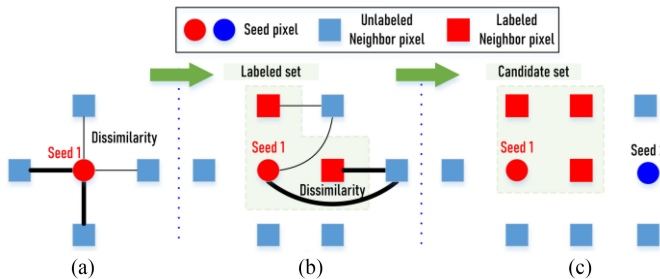 Seed pixel
Unlabeled
Neighbor pixel
Labeled
Neighbor pixel
Labeled set
Candidate set
Seed 1
Dissimilarity
Seed 1
Dissimilarity
Seed 1
Seed
(a)
(b)
(c)